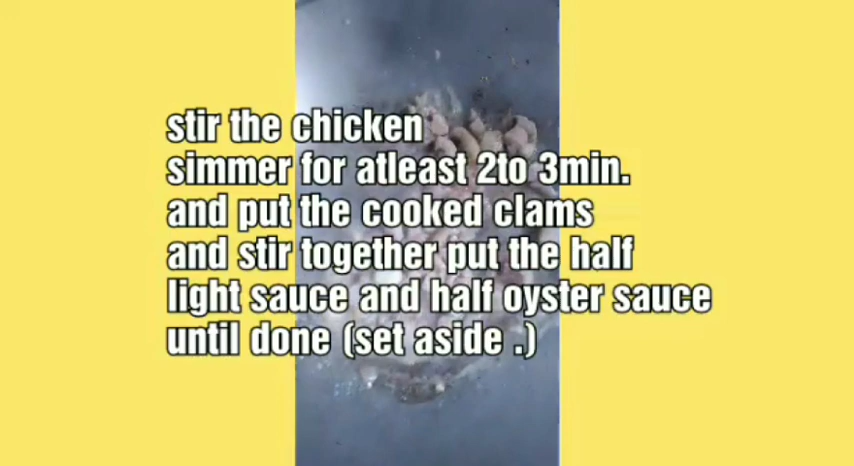 stir the chicken
simmer for atleast 2to 3min.
and put the cooked clams
and stir together put the half
light sauce and half oyster sauce
until done (set aside .)